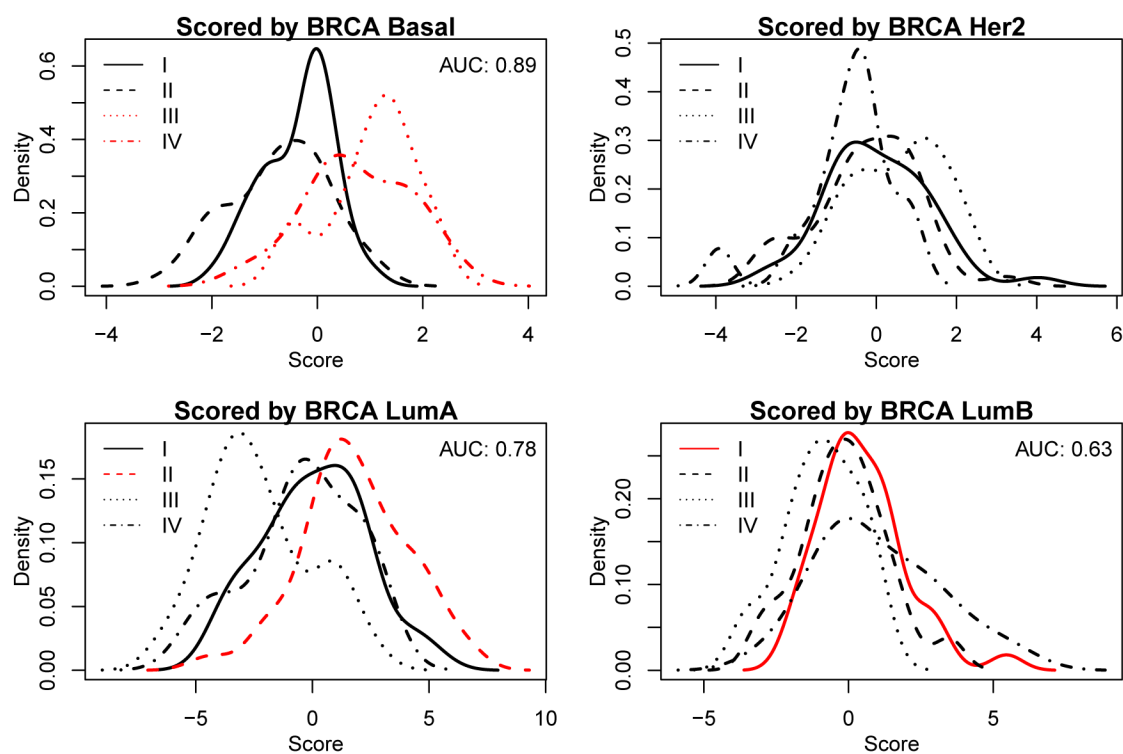 Scored by BRCA Basal
AUC: 0.89
I
II
III
IV
Density
0.0
0.2
0.4
0.6
−4
−2
0
2
4
Score
Scored by BRCA Her2
I
II
III
IV
Density
0.0
0.1
0.2
0.3
0.4
0.5
−4
−2
0
2
4
6
Score
Scored by BRCA LumA
AUC: 0.78
I
II
III
IV
Density
0.00
0.05
0.10
0.15
−5
0
5
10
Score
Scored by BRCA LumB
AUC: 0.63
I
II
III
IV
Density
0.00
0.10
0.20
−5
0
5
Score